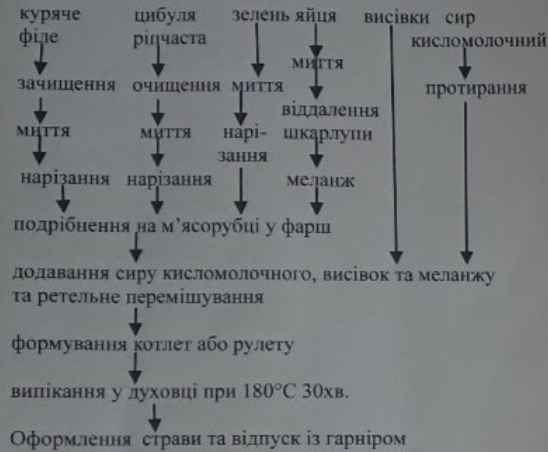 куряче філе
цибуля ріпчаста
зелень
яйця
висівки
сир кисломолочний
зачищення
очищення
миття
миття
протирання
миття
миття
нарі-
зання
віддалення
шкарлупи
нарізання
нарізання
меланж
подрібнення на м’ясорубці у фарш
додавання сиру кисломолочного, висівок та меланжу
та ретельне перемішування
формування котлет або рулету
випікання у духовці при 180°С 30хв.
Оформлення страви та відпуск із гарніром